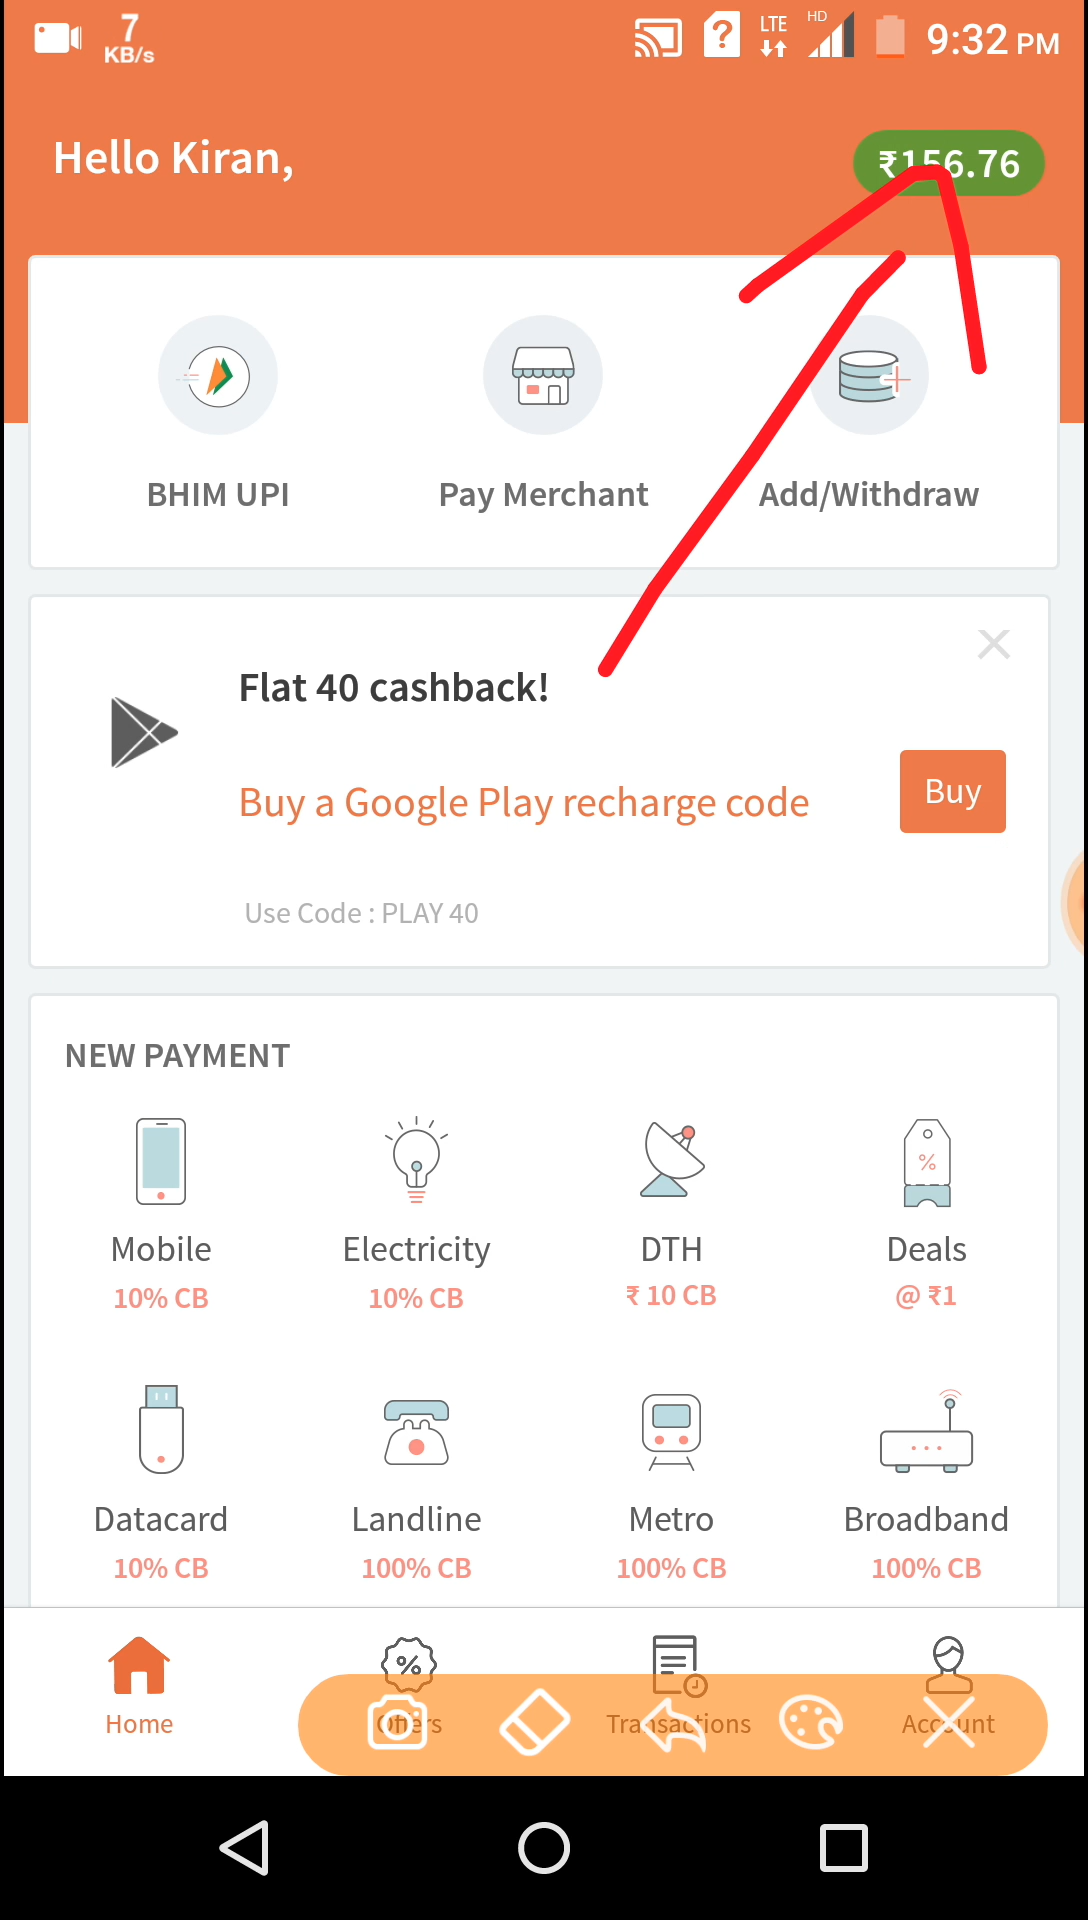 7
KB/s
LTE
HD
9:32 PM
Hello Kiran,
₹156.76
BHIM UPI
Pay Merchant
Add/Withdraw
Flat 40 cashback!
Buy a Google Play recharge code
Buy
Use Code : PLAY 40
NEW PAYMENT
Mobile
Electricity
DTH
Deals
10% CB
10% CB
₹ 10 CB
@ ₹1
Datacard
Landline
Metro
Broadband
10% CB
100% CB
100% CB
100% CB
Home
Offers
Transactions
Account